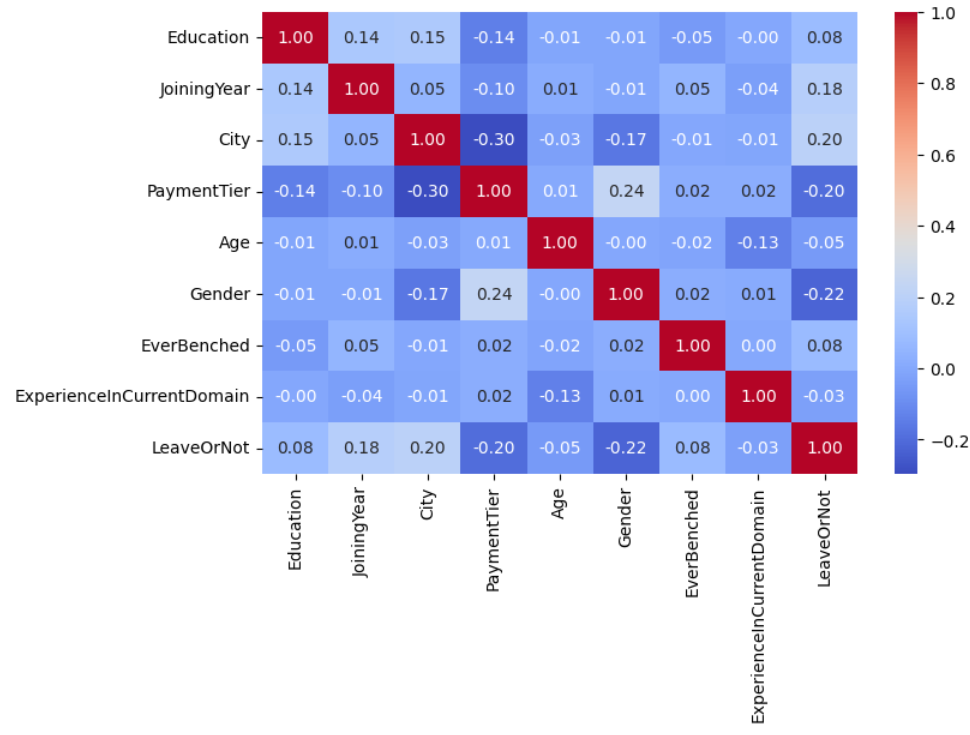 Education 1.00 0.14 0.15 -0.14 -0.01 -0.01 -0.05 -0.00 0.08
JoiningYear 0.14 1.00 0.05 -0.10 0.01 -0.01 0.05 -0.04 0.18
City 0.15 0.05 1.00 -0.30 -0.03 -0.17 -0.01 -0.01 0.20
PaymentTier -0.14 -0.10 -0.30 1.00 0.01 0.24 0.02 0.02 -0.20
Age -0.01 0.01 -0.03 0.01 1.00 -0.00 -0.02 -0.13 -0.05
Gender -0.01 -0.01 -0.17 0.24 -0.00 1.00 0.02 0.01 -0.22
EverBenched -0.05 0.05 -0.01 0.02 -0.02 0.02 1.00 0.00 0.08
ExperienceInCurrentDomain -0.00 -0.04 -0.01 0.02 -0.13 0.01 0.00 1.00 -0.03
LeaveOrNot 0.08 0.18 0.20 -0.20 -0.05 -0.22 0.08 -0.03 1.00
Education
JoiningYear
City
PaymentTier
Age
Gender
EverBenched
ExperienceInCurrentDomain
LeaveOrNot
1.0
0.8
0.6
0.4
0.2
0.0
−0.2